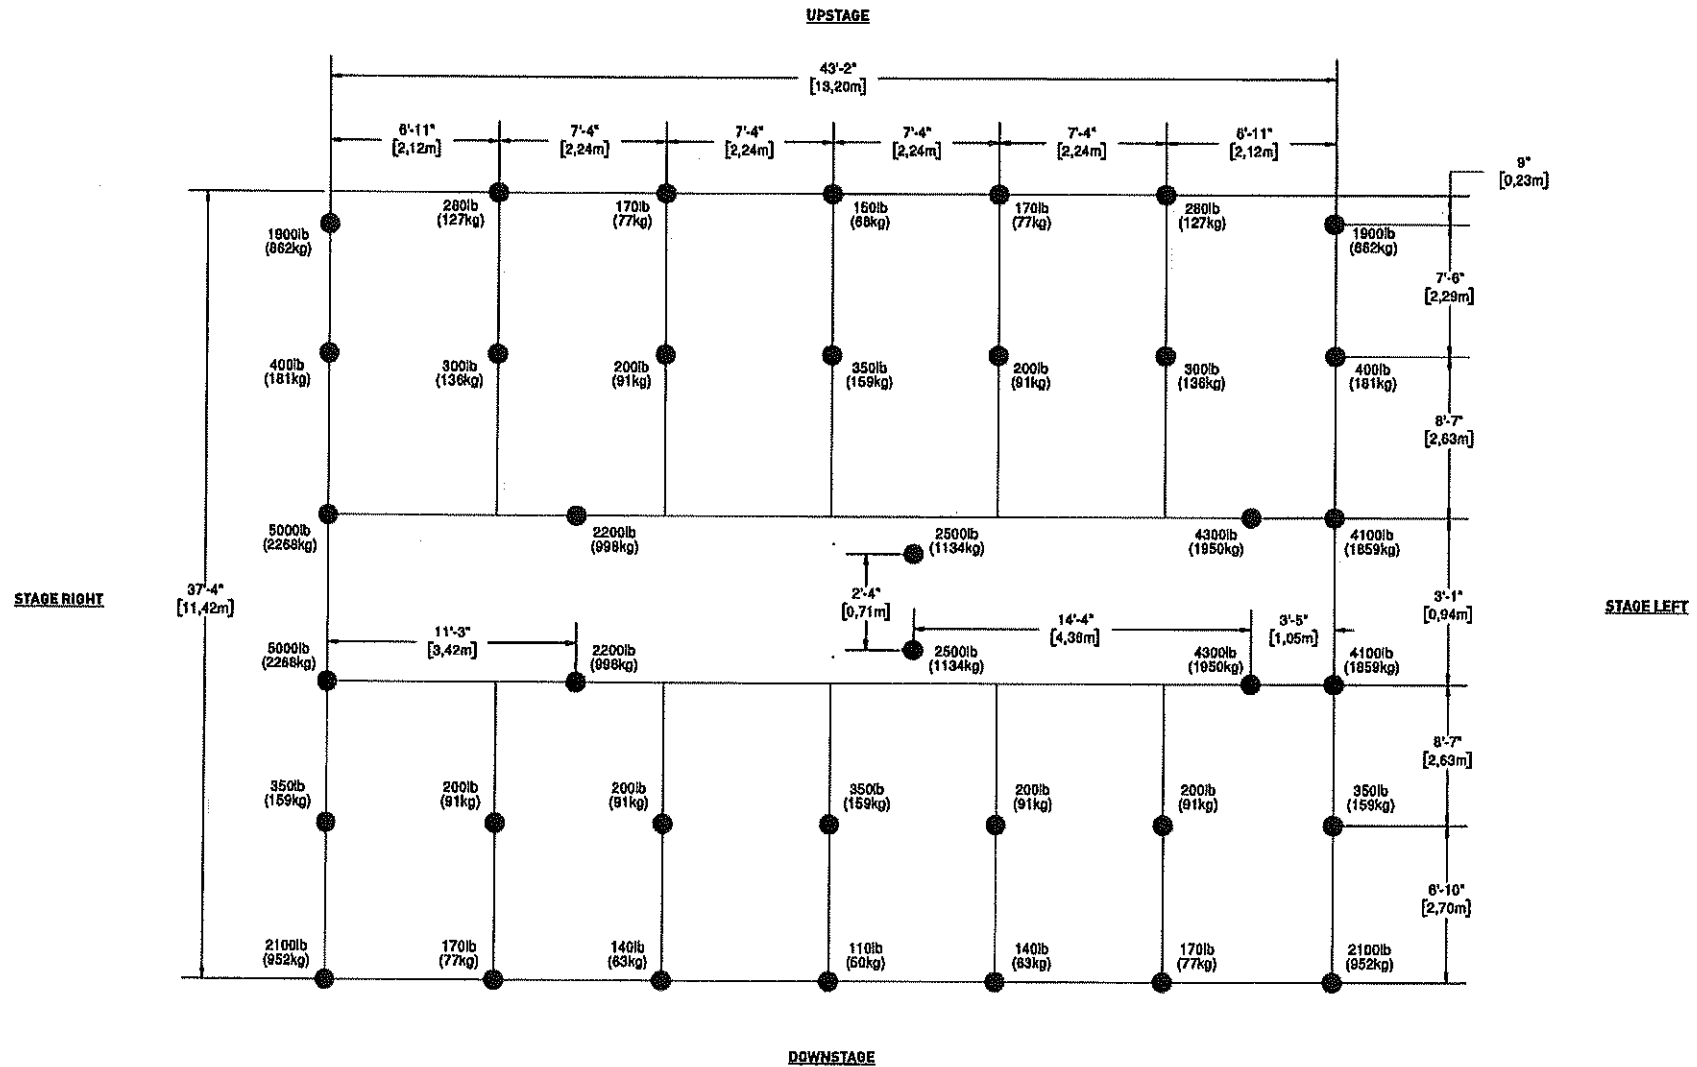 UPSTAGE
43'-2"
[13,20m]
6'-11"
[2,12m]
7'-4"
[2,24m]
7'-4"
[2,24m]
7'-4"
[2,24m]
7'-4"
[2,24m]
6'-11"
[2,12m]
9"
[0,23m]
280lb
(127kg)
170lb
(77kg)
150lb
(68kg)
170lb
(77kg)
280lb
(127kg)
1900lb
(862kg)
1900lb
(862kg)
7'-6"
[2,29m]
400lb
(181kg)
300lb
(136kg)
200lb
(91kg)
350lb
(159kg)
200lb
(91kg)
300lb
(136kg)
400lb
(181kg)
8'-7"
[2,63m]
5000lb
(2268kg)
2200lb
(998kg)
2500lb
(1134kg)
4300lb
(1950kg)
4100lb
(1859kg)
STAGE RIGHT
37'-4"
[11,42m]
2'-4"
[0,71m]
3'-1"
[0,94m]
STAGE LEFT
11'-3"
[3,42m]
14'-4"
[4,38m]
3'-5"
[1,05m]
5000lb
(2268kg)
2200lb
(998kg)
2500lb
(1134kg)
4300lb
(1950kg)
4100lb
(1859kg)
8'-7"
[2,63m]
350lb
(159kg)
200lb
(91kg)
200lb
(91kg)
350lb
(159kg)
200lb
(91kg)
200lb
(91kg)
350lb
(159kg)
8'-10"
[2,70m]
2100lb
(952kg)
170lb
(77kg)
140lb
(63kg)
110lb
(50kg)
140lb
(63kg)
170lb
(77kg)
2100lb
(952kg)
DOWNSTAGE